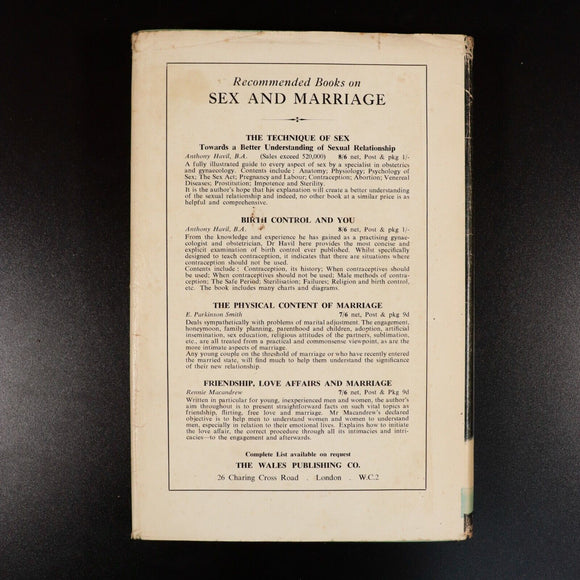 Recommended Books on
SEX AND MARRIAGE
THE TECHNIQUE OF SEX
Towards a Better Understanding of Sexual Relationship
Anthony Havil, B.A. (Sales exceed 520,000) 8/6 net, Post & pkg 1/-
A fully illustrated guide to every aspect of sex by a specialist in obstetrics
and gynaecology. Contents include: Anatomy; Physiology; Psychology of
Sex; The Sex Act; Pregnancy and Labour; Contraception; Abortion; Venereal
Diseases; Prostitution; Impotence and Sterility.
It is the author's hope that his explanation will create a better understanding
of the sexual relationship and indeed, no other book at a similar price is as
helpful and comprehensive.
BIRTH CONTROL AND YOU
Anthony Havil, B.A. 8/6 net, Post & pkg 1/-
From the knowledge and experience he has gained as a practising gynae-
cologist and obstetrician, Dr Havil here provides the most concise and
explicit examination of birth control ever published. Whilst specifically
designed to teach contraception, it indicates that there are situations where
contraception should not be used.
Contents include: Contraception, its history; When contraceptives should
be used; When contraceptives should not be used; Male methods of contra-
ception; The Safe Period; Sterilisation; Failures; Religion and birth control,
etc. The book includes many charts and diagrams.
THE PHYSICAL CONTENT OF MARRIAGE
E. Parkinson Smith 7/6 net, Post & pkg 9d
Deals sympathetically with problems of marital adjustment. The engagement,
honeymoon, family planning, parenthood and children, adoption, artificial
insemination, sex education, religious attitudes of the partners, sublimation,
etc., are all treated from a practical and commonsense viewpoint, as are the
more intimate aspects of marriage.
Any young couple on the threshold of marriage or who have recently entered
the married state, will find much to help them understand the significance
of their new relationship.
FRIENDSHIP, LOVE AFFAIRS AND MARRIAGE
Rennie Macandrew 7/6 net, Post & Pkg 9d
Written in particular for young, inexperienced men and women, the author's
aim throughout is to present straightforward facts on such vital topics as
friendship, flirting, free love and marriage. Mr Macandrew's declared
objective is to help men to understand women and women to understand
men, especially in relation to their emotional lives. Explains how to initiate
the love affair, the correct procedure through all its intimacies and intri-
cacies—to the engagement and afterwards.
Complete List available on request
THE WALES PUBLISHING CO.
26 Charing Cross Road . London . W.C.2